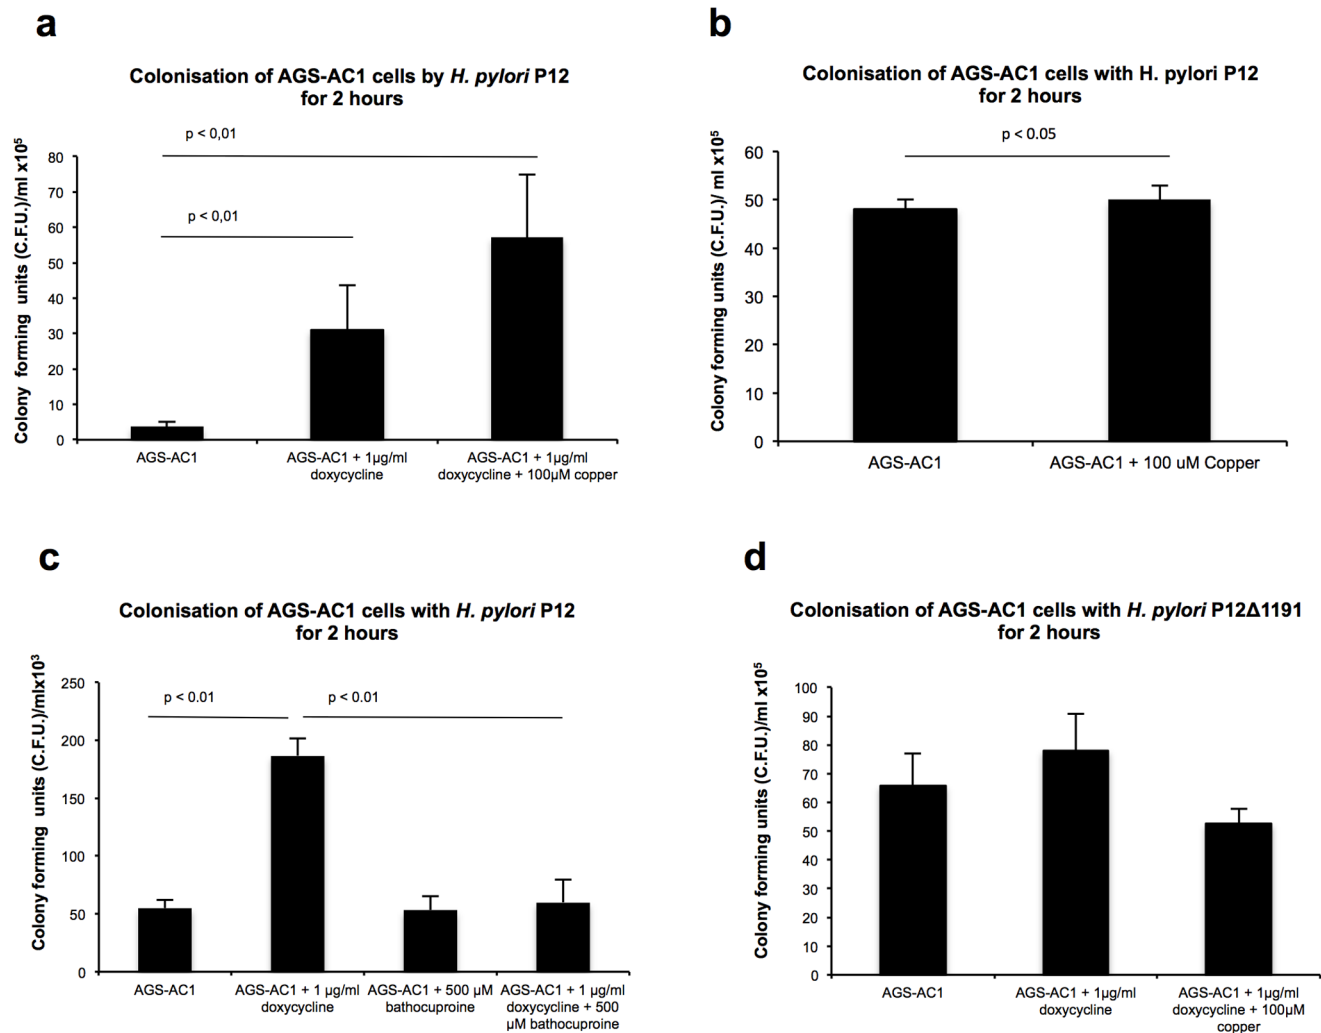 a
Colonisation of AGS-AC1 cells by H. pylori P12
for 2 hours
Colony forming units (C.F.U.)/ml x10⁵
p < 0,01
p < 0,01
80
70
60
50
40
30
20
10
0
AGS-AC1
AGS-AC1 + 1µg/ml
doxycycline
AGS-AC1 + 1µg/ml
doxycycline + 100µM copper
b
Colonisation of AGS-AC1 cells with H. pylori P12
for 2 hours
Colony forming units (C.F.U.)/ ml x10⁵
p < 0.05
60
50
40
30
20
10
0
AGS-AC1
AGS-AC1 + 100 uM Copper
c
Colonisation of AGS-AC1 cells with H. pylori P12
for 2 hours
Colony forming units (C.F.U.)/mlx10³
p < 0.01
p < 0.01
250
200
150
100
50
0
AGS-AC1
AGS-AC1 + 1 µg/ml
doxycycline
AGS-AC1 + 500 µM
bathocuproine
AGS-AC1 + 1 µg/ml
doxycycline + 500
µM bathocuproine
d
Colonisation of AGS-AC1 cells with H. pylori P12Δ1191
for 2 hours
Colony forming units (C.F.U.)/ml x10⁵
100
90
80
70
60
50
40
30
20
10
0
AGS-AC1
AGS-AC1 + 1µg/ml
doxycycline
AGS-AC1 + 1µg/ml
doxycycline + 100µM
copper